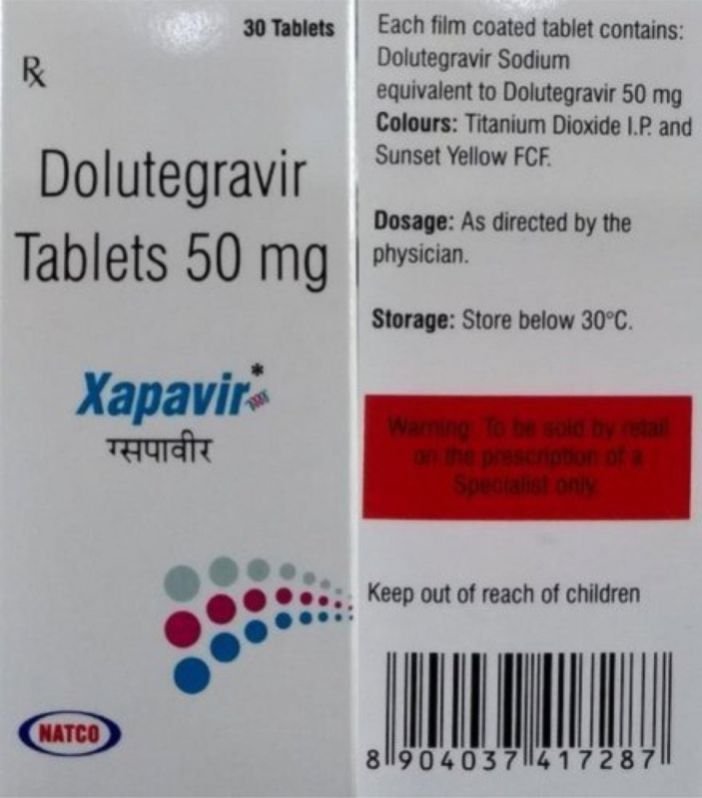 30 Tablets
Rx
Dolutegravir
Tablets 50 mg
Xapavir*
ग्सपावीर
NATCO
Each film coated tablet contains:
Dolutegravir Sodium
equivalent to Dolutegravir 50 mg
Colours: Titanium Dioxide I.P. and
Sunset Yellow FCF.
Dosage: As directed by the
physician.
Storage: Store below 30°C.
Warning: To be sold by retail
on the prescription of a
Specialist only.
Keep out of reach of children
8 904037 417287